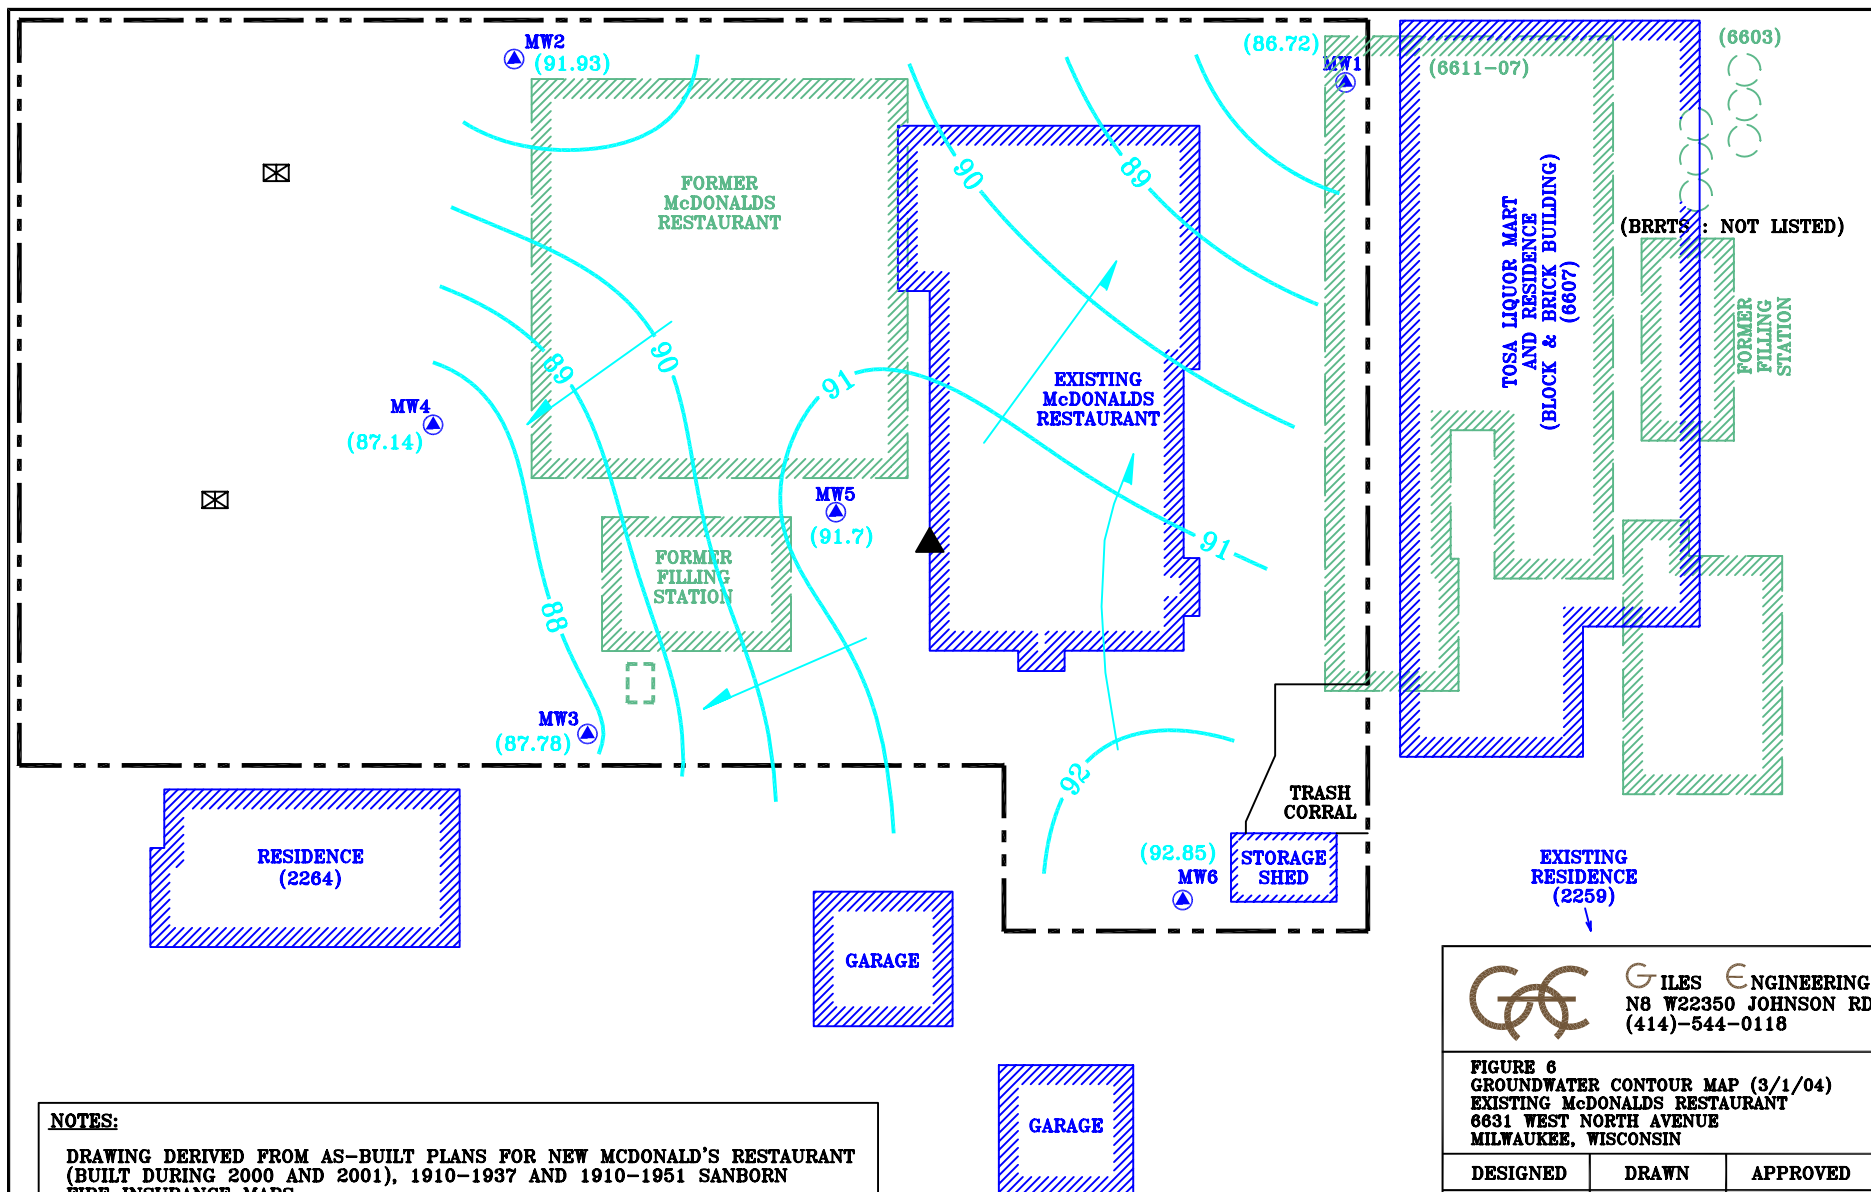 MW2
(91.93)
(86.72)
MW1
(6611-07)
(6603)
FORMER
McDONALDS
RESTAURANT
90
89
(BRRTS : NOT LISTED)
TOSA LIQUOR MART
AND RESIDENCE
(BLOCK & BRICK BUILDING)
(6607)
FORMER
FILLING
STATION
89
90
91
EXISTING
McDONALDS
RESTAURANT
MW4
(87.14)
MW5
(91.7)
91
FORMER
FILLING
STATION
88
MW3
(87.78)
92
TRASH
CORRAL
RESIDENCE
(2264)
(92.85)
MW6
STORAGE
SHED
EXISTING
RESIDENCE
(2259)
GARAGE
GARAGE
GILES ENGINEERING
N8 W22350 JOHNSON RD
(414)-544-0118
FIGURE 6
GROUNDWATER CONTOUR MAP (3/1/04)
EXISTING McDONALDS RESTAURANT
6631 WEST NORTH AVENUE
MILWAUKEE, WISCONSIN
DESIGNED DRAWN APPROVED
NOTES:
DRAWING DERIVED FROM AS-BUILT PLANS FOR NEW MCDONALD'S RESTAURANT
(BUILT DURING 2000 AND 2001), 1910-1937 AND 1910-1951 SANBORN
FIRE INSURANCE MAPS